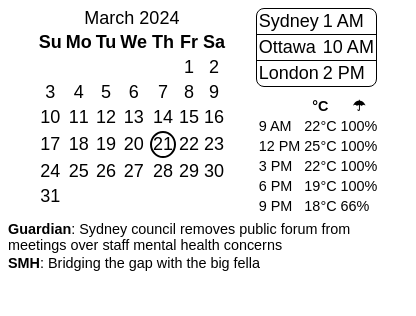 March 2024
Su Mo Tu We Th Fr Sa
1 2
3 4 5 6 7 8 9
10 11 12 13 14 15 16
17 18 19 20 21 22 23
24 25 26 27 28 29 30
31
Sydney 1 AM
Ottawa 10 AM
London 2 PM
°C ☂
9 AM 22°C 100%
12 PM 25°C 100%
3 PM 22°C 100%
6 PM 19°C 100%
9 PM 18°C 66%
Guardian: Sydney council removes public forum from
meetings over staff mental health concerns
SMH: Bridging the gap with the big fella